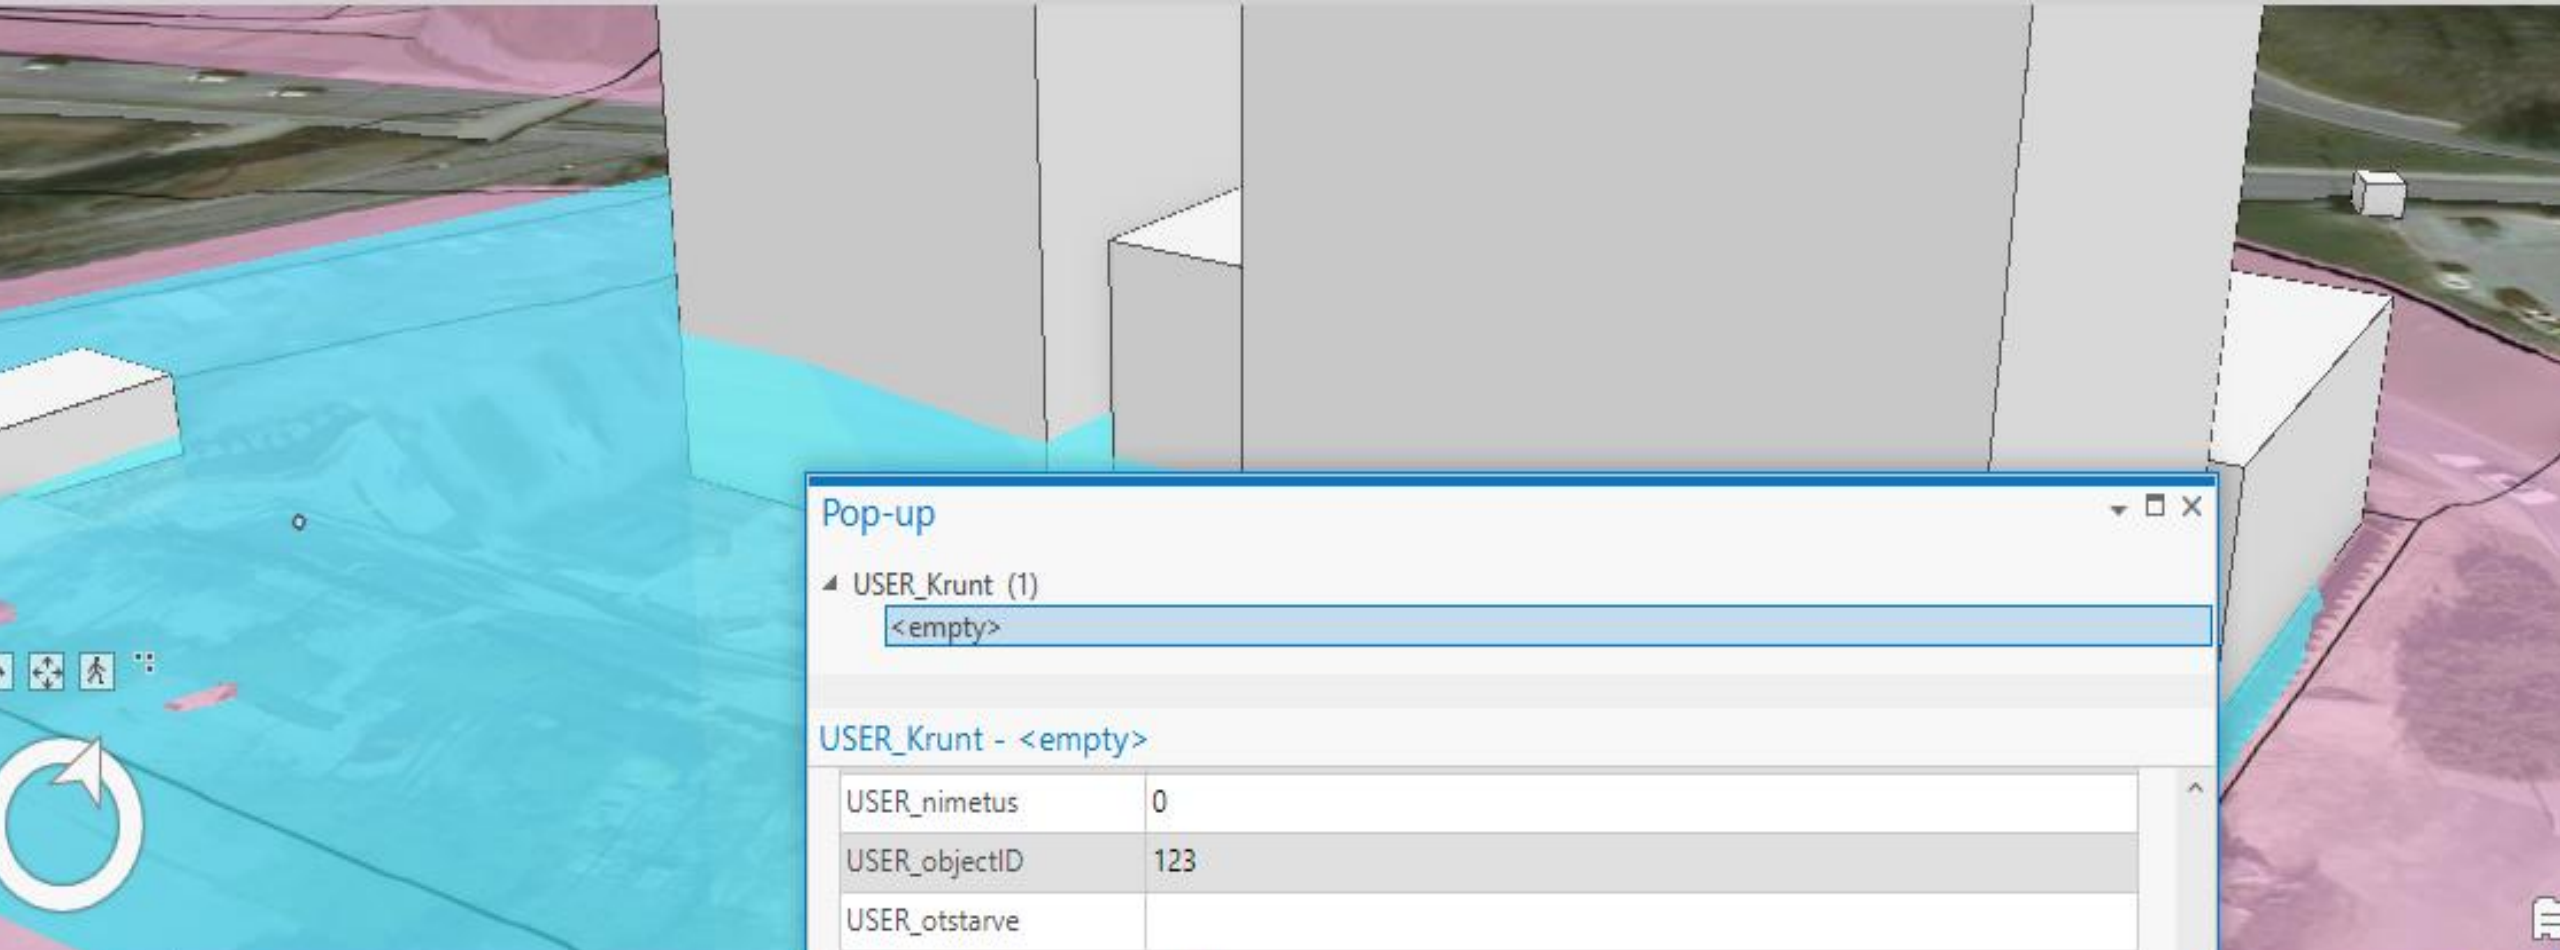 Pop-up
USER_Krunt (1)
<empty>
USER_Krunt - <empty>
USER_nimetus 0
USER_objectID 123
USER_otstarve